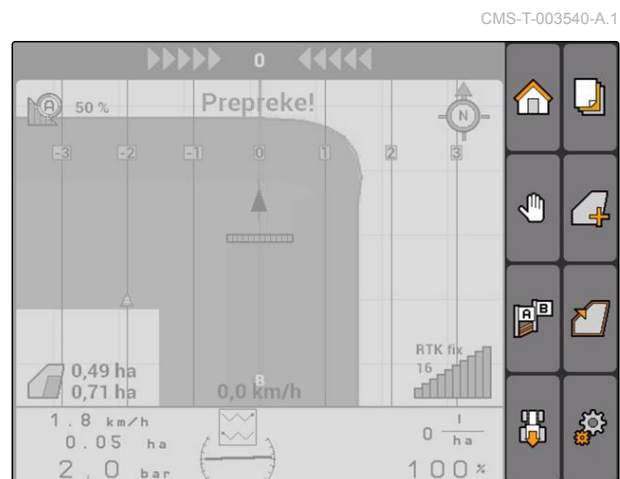 CMS-T-003540-A.1
0
A 50 % Prepreke! N
-3 -2 -1 0 1 2 3
A B
RTK fix
16
0,49 ha
0,71 ha
B
0,0 km/h
1.8 km/h
0.05 ha
2.0 bar
0 l/ha
100%